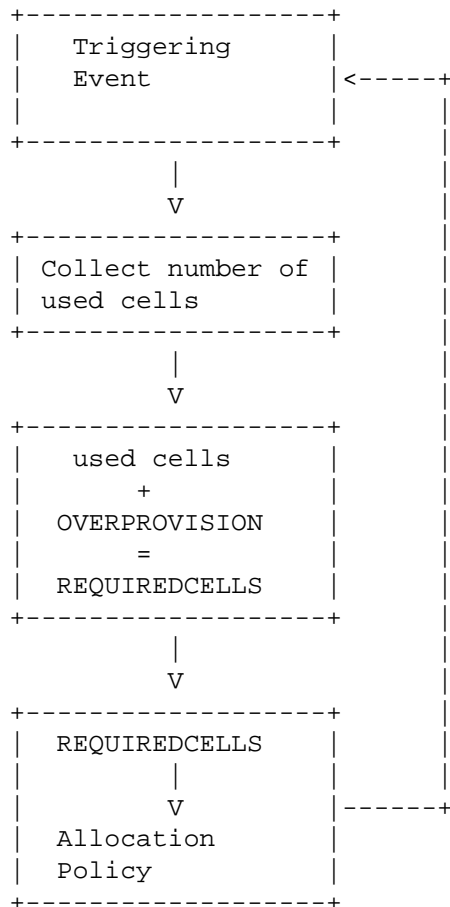 Triggering
Event
V
Collect number of
used cells
V
used cells
+
OVERPROVISION
=
REQUIREDCELLS
V
REQUIREDCELLS
V
Allocation
Policy